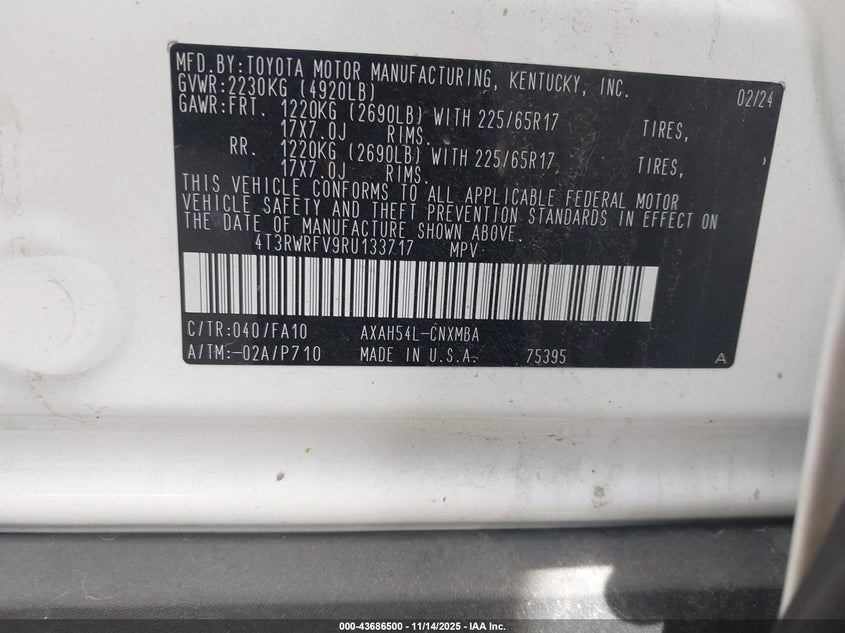 MFD.BY:TOYOTA MOTOR MANUFACTURING, KENTUCKY, INC.
GVWR:2230KG (4920LB) 02/24
GAWR:FRT. 1220KG (2690LB) WITH 225/65R17 TIRES,
17X7.0J RIMS.
RR. 1220KG (2690LB) WITH 225/65R17 TIRES,
17X7.0J RIMS.
THIS VEHICLE CONFORMS TO ALL APPLICABLE FEDERAL MOTOR
VEHICLE SAFETY AND THEFT PREVENTION STANDARDS IN EFFECT ON
THE DATE OF MANUFACTURE SHOWN ABOVE.
4T3RWRFV9RU133717 MPV
C/TR:040/FA10 AXAH54L-CNXMBA
A/TM:-02A/P710 MADE IN U.S.A. 75395 A
000-43686500 - 11/14/2025 - IAA Inc.